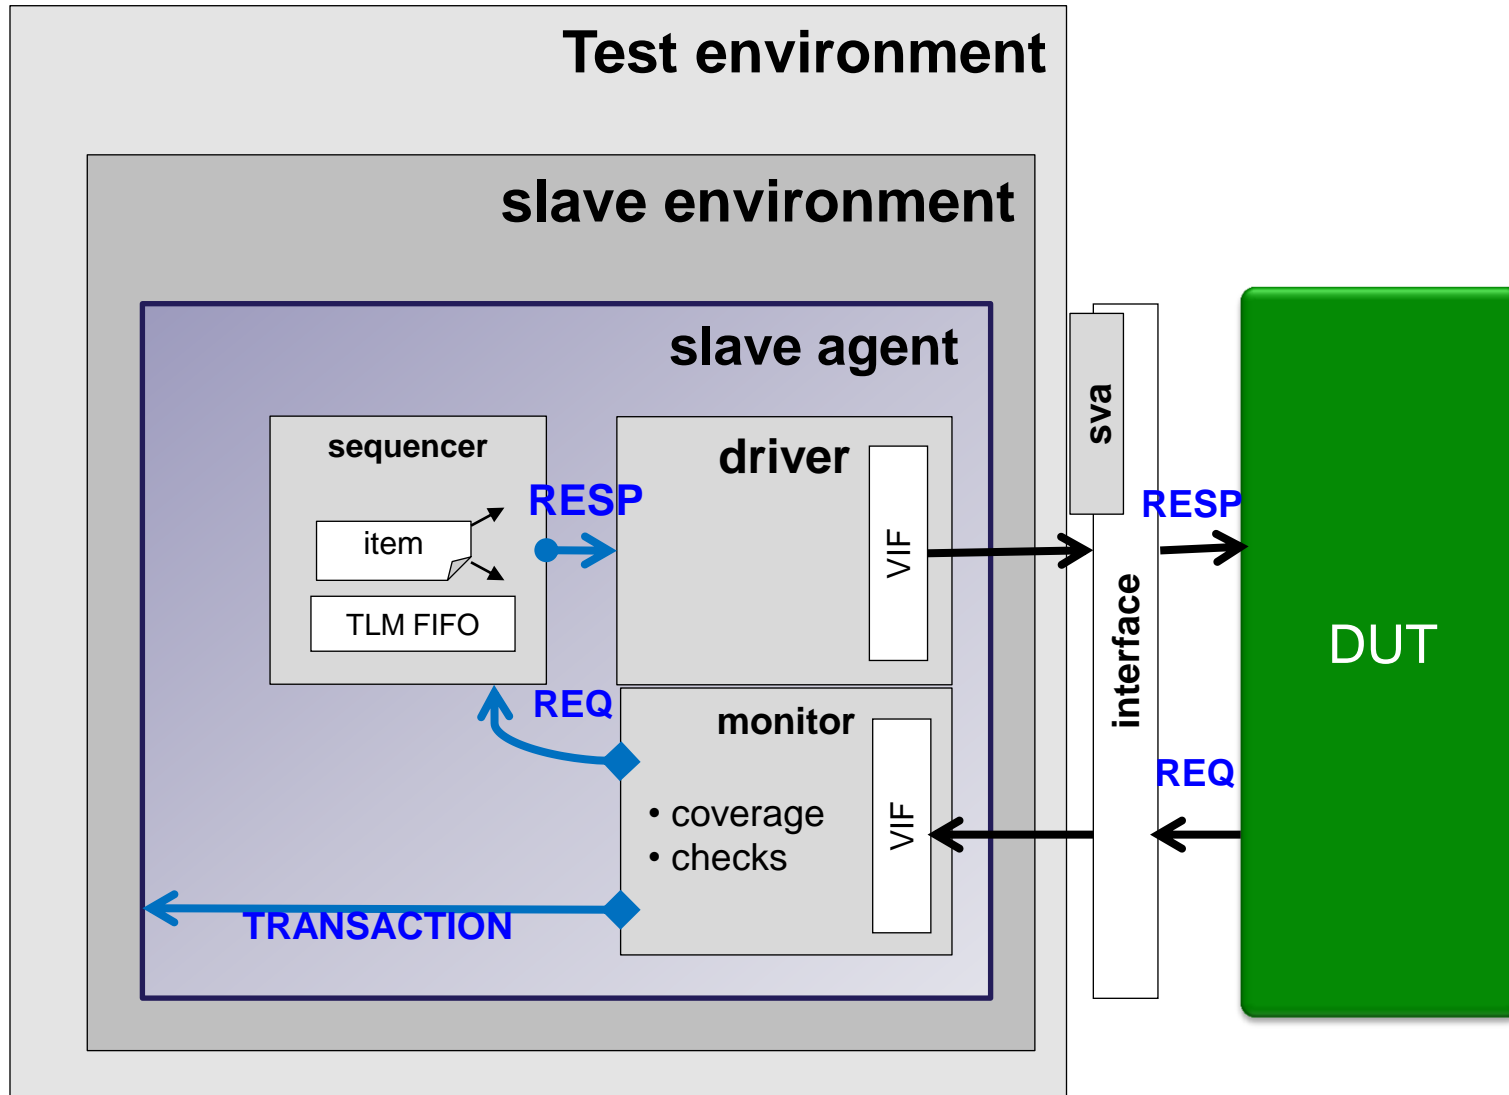 Test environment
slave environment
slave agent
sequencer
driver
sva
RESP
RESP
item
VIF
TLM FIFO
interface
DUT
REQ
monitor
REQ
• coverage
• checks
VIF
TRANSACTION